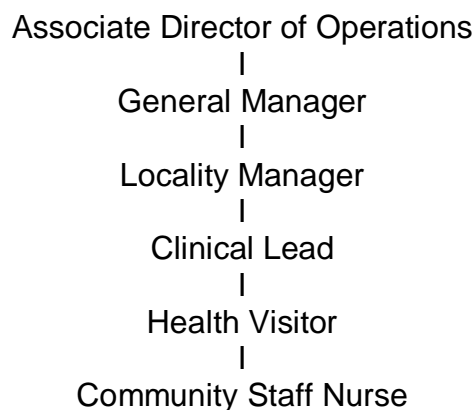 Associate Director of Operations
General Manager
Locality Manager
Clinical Lead
Health Visitor
Community Staff Nurse